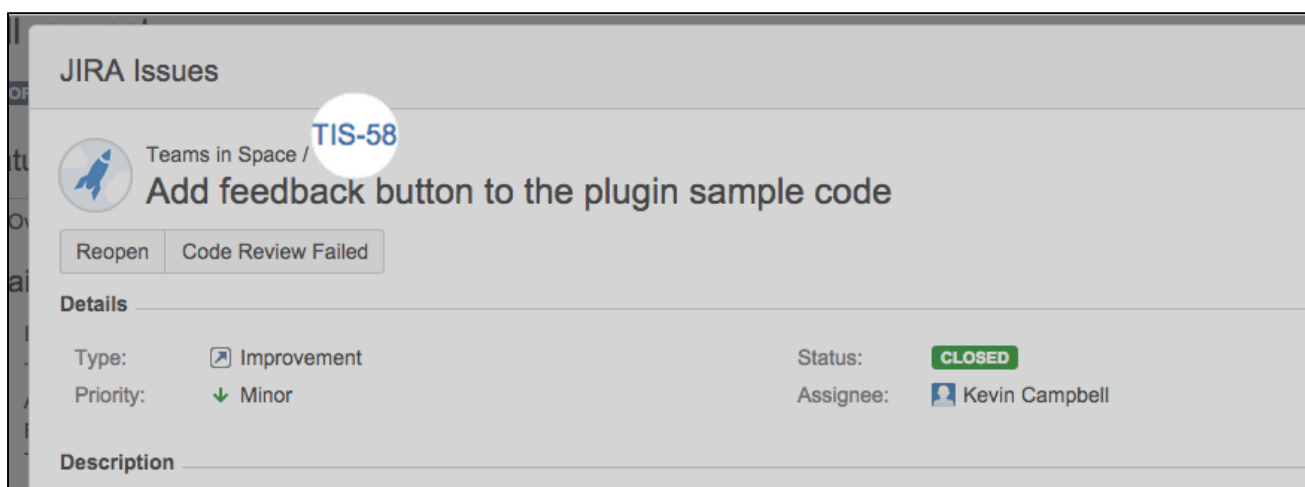 JIRA Issues
TIS-58
Teams in Space /
Add feedback button to the plugin sample code
Reopen Code Review Failed
Details
Type: Improvement Status: CLOSED
Priority: Minor Assignee: Kevin Campbell
Description